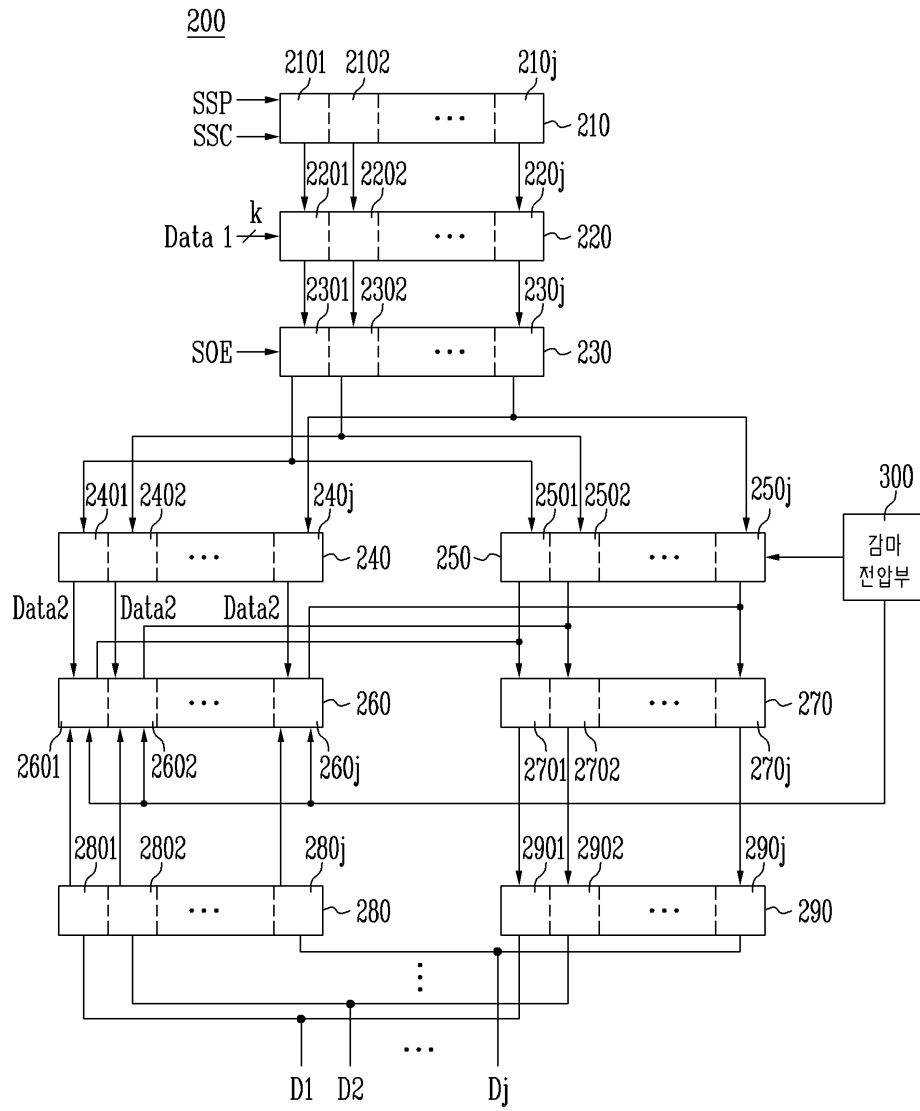 200
2101 2102 210j
SSP
SSC
210
2201 2202 220j
k
Data 1
220
2301 2302 230j
SOE
230
2401 2402 240j 2501 2502 250j 300
240 250 감마
전압부
Data2 Data2 Data2
260 270
2601 2602 260j 2701 2702 270j
2801 2802 280j 2901 2902 290j
280 290
D1 D2 Dj